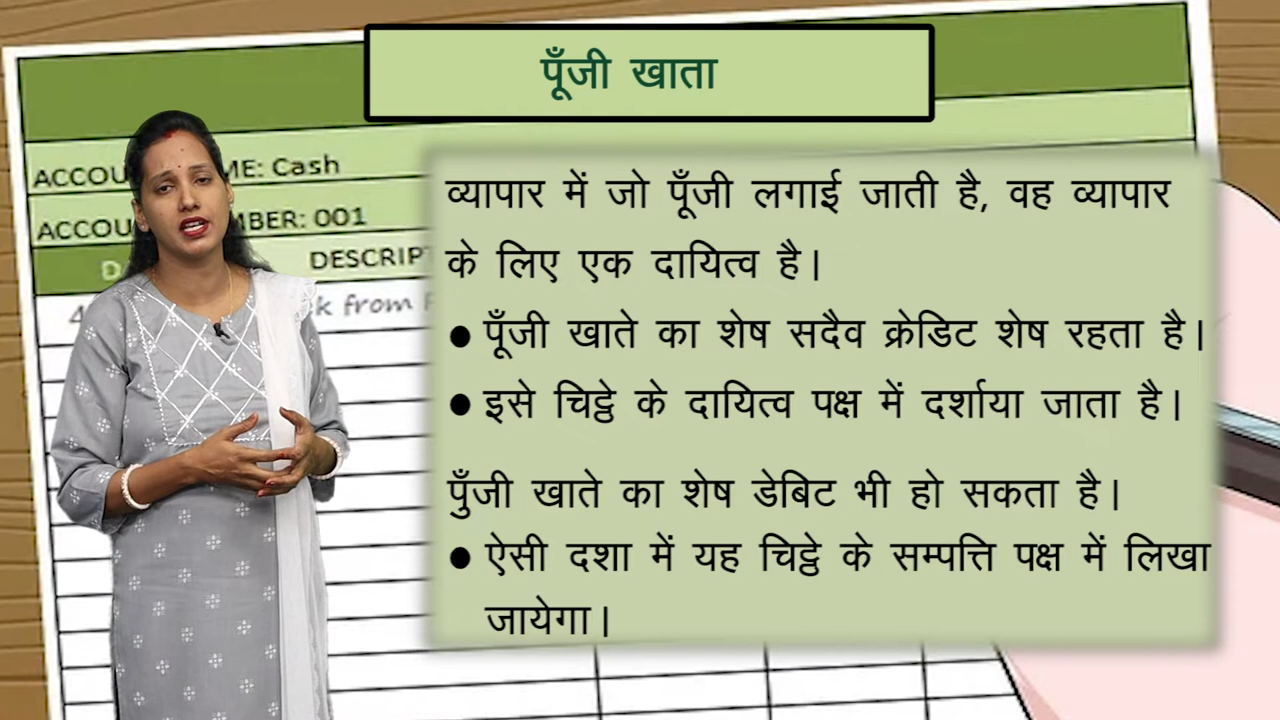 पूँजी खाता
ACCOU ME: Cash
ACCOU MBER: 001
DESCRIPT
k from
व्यापार में जो पूँजी लगाई जाती है, वह व्यापार
के लिए एक दायित्व है।
● पूँजी खाते का शेष सदैव क्रेडिट शेष रहता है।
● इसे चिट्ठे के दायित्व पक्ष में दर्शाया जाता है।
पुँजी खाते का शेष डेबिट भी हो सकता है।
● ऐसी दशा में यह चिट्ठे के सम्पत्ति पक्ष में लिखा
जायेगा।